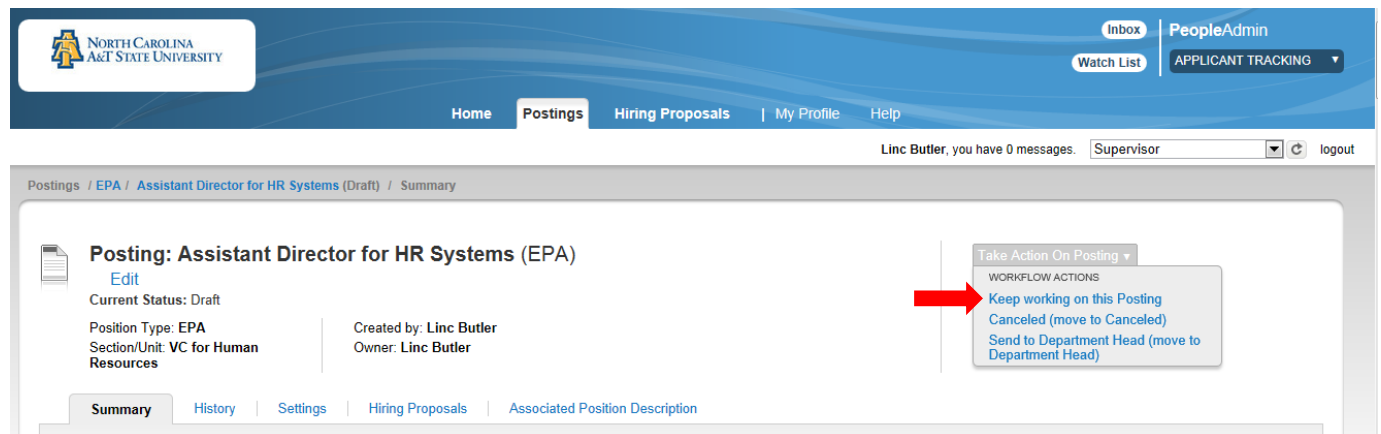 NORTH CAROLINA
A&T STATE UNIVERSITY
Inbox
PeopleAdmin
Watch List
APPLICANT TRACKING
Home Postings Hiring Proposals | My Profile Help
Linc Butler, you have 0 messages. Supervisor logout
Postings / EPA / Assistant Director for HR Systems (Draft) / Summary
Posting: Assistant Director for HR Systems (EPA)
Edit
Current Status: Draft
Position Type: EPA
Section/Unit: VC for Human
Resources
Created by: Linc Butler
Owner: Linc Butler
Take Action On Posting
WORKFLOW ACTIONS
Keep working on this Posting
Canceled (move to Canceled)
Send to Department Head (move to
Department Head)
Summary History Settings Hiring Proposals Associated Position Description